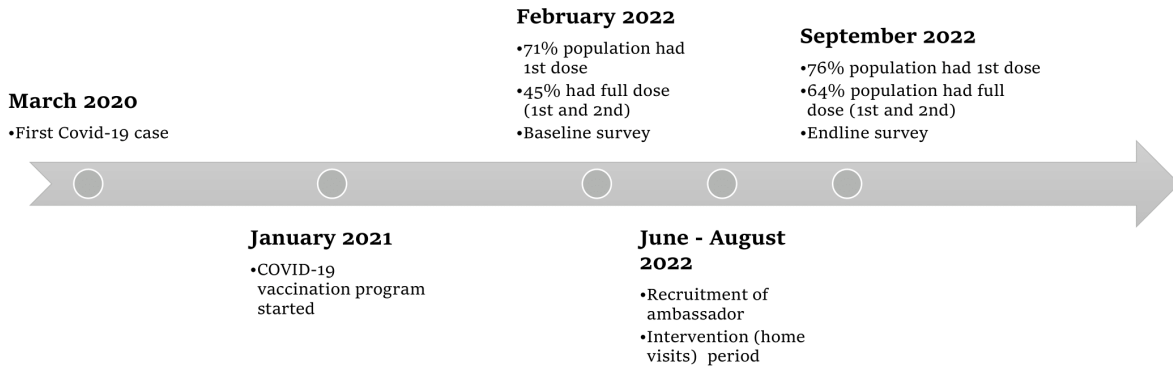 March 2020
•First Covid-19 case
January 2021
•COVID-19
vaccination program
started
February 2022
•71% population had
1st dose
•45% had full dose
(1st and 2nd)
•Baseline survey
June - August
2022
•Recruitment of
ambassador
•Intervention (home
visits) period
September 2022
•76% population had 1st dose
•64% population had full
dose (1st and 2nd)
•Endline survey